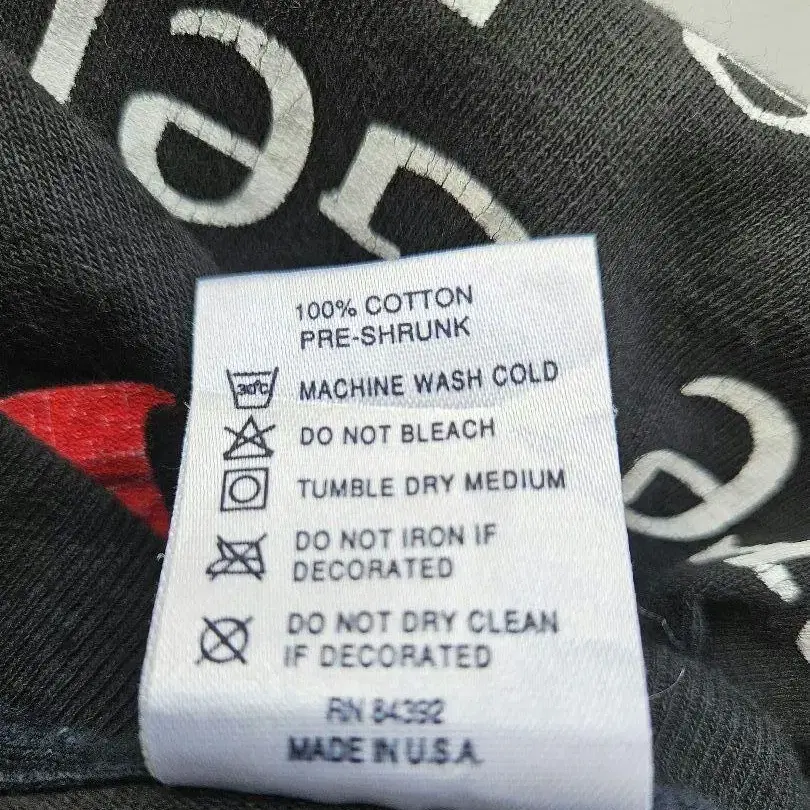 100% COTTON
PRE-SHRUNK
30°C
MACHINE WASH COLD
DO NOT BLEACH
TUMBLE DRY MEDIUM
DO NOT IRON IF
DECORATED
DO NOT DRY CLEAN
IF DECORATED
RN 84392
MADE IN U.S.A.